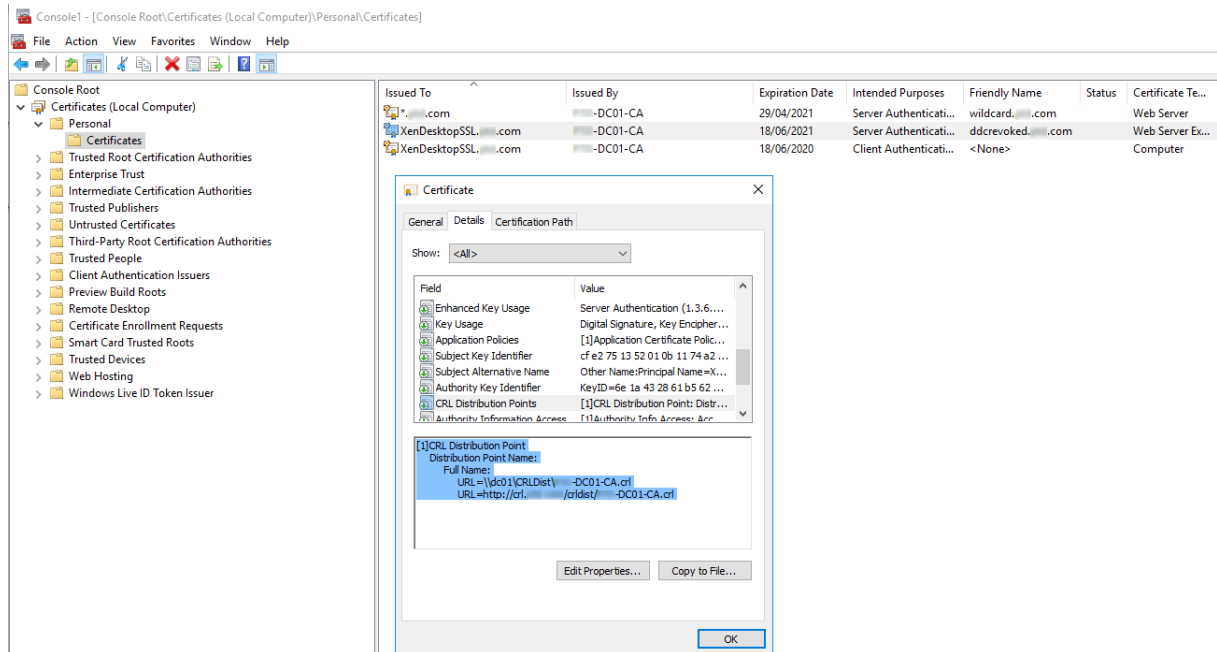 Console1 - [Console Root\Certificates (Local Computer)\Personal\Certificates]
File Action View Favorites Window Help
Console Root
Certificates (Local Computer)
Personal
Certificates
Trusted Root Certification Authorities
Enterprise Trust
Intermediate Certification Authorities
Trusted Publishers
Untrusted Certificates
Third-Party Root Certification Authorities
Trusted People
Client Authentication Issuers
Preview Build Roots
Remote Desktop
Certificate Enrollment Requests
Smart Card Trusted Roots
Trusted Devices
Web Hosting
Windows Live ID Token Issuer
Issued To Issued By Expiration Date Intended Purposes Friendly Name Status Certificate Te...
*. .com -DC01-CA 29/04/2021 Server Authenticati... wildcard. .com Web Server
XenDesktopSSL. .com -DC01-CA 18/06/2021 Server Authenticati... ddcrevoked. .com Web Server Ex...
XenDesktopSSL. .com -DC01-CA 18/06/2020 Client Authenticati... <None> Computer
Certificate
General Details Certification Path
Show: <All>
Field Value
Enhanced Key Usage Server Authentication (1.3.6....
Key Usage Digital Signature, Key Encipher...
Application Policies [1]Application Certificate Polic...
Subject Key Identifier cf e2 75 13 52 01 0b 11 74 a2 ...
Subject Alternative Name Other Name:Principal Name=X...
Authority Key Identifier KeyID=6e 1a 43 28 61 b5 62 ...
CRL Distribution Points [1]CRL Distribution Point: Distr...
Authority Information Access [1]Authority Info Access: Acc...
[1]CRL Distribution Point
Distribution Point Name:
Full Name:
URL=\\dc01\CRLDist\ -DC01-CA.crl
URL=http://crl. /crldist/ -DC01-CA.crl
Edit Properties... Copy to File...
OK